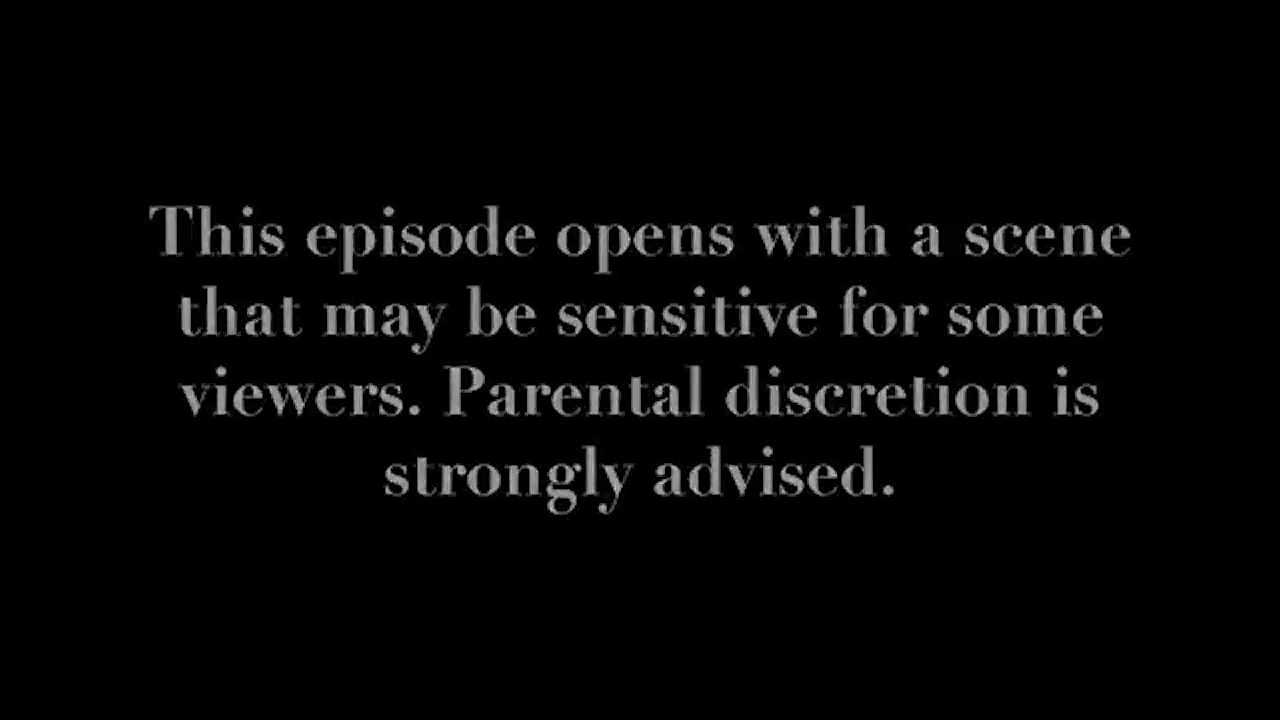 This episode opens with a scene
that may be sensitive for some
viewers. Parental discretion is
strongly advised.